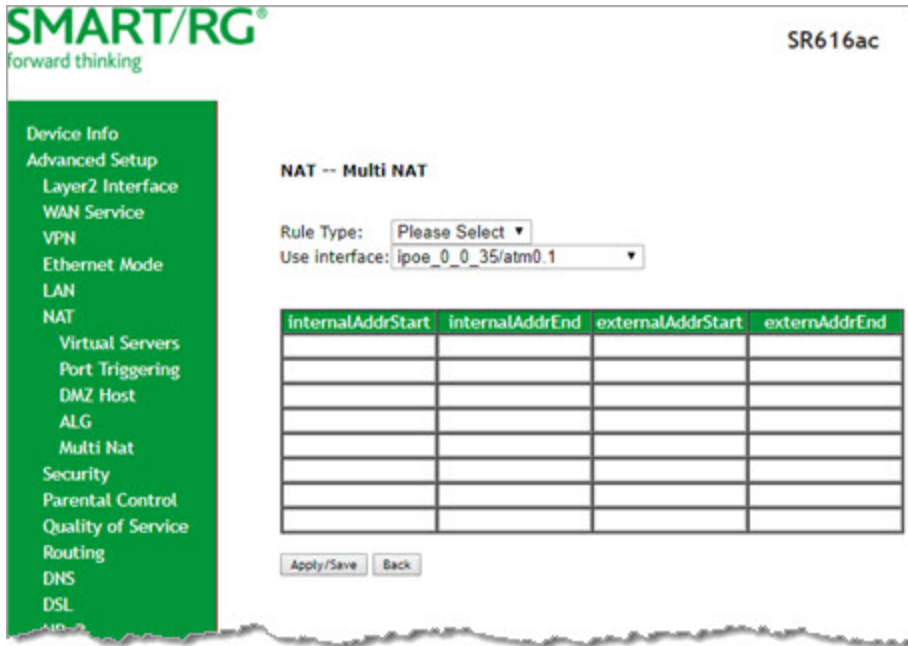 SMART/RG®
forward thinking
SR616ac
Device Info
Advanced Setup
Layer2 Interface
WAN Service
VPN
Ethernet Mode
LAN
NAT
Virtual Servers
Port Triggering
DMZ Host
ALG
Multi Nat
Security
Parental Control
Quality of Service
Routing
DNS
DSL
NAT -- Multi NAT
Rule Type: Please Select
Use interface: ipoe_0_0_35/atm0.1
internalAddrStart internalAddrEnd externalAddrStart externAddrEnd
Apply/Save Back